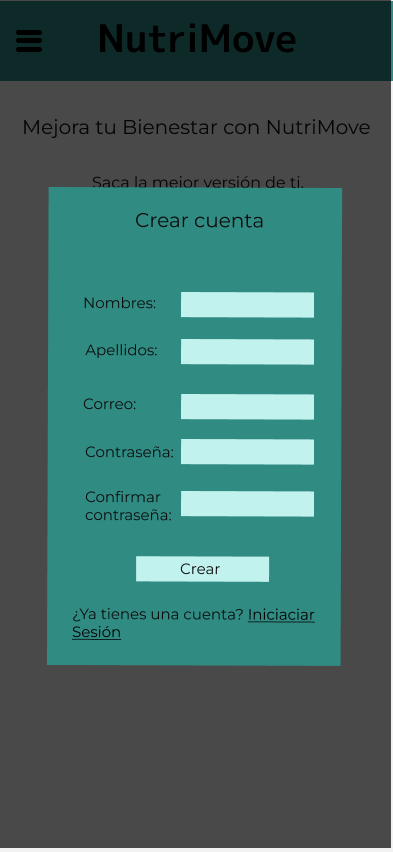 NutriMove
Mejora tu Bienestar con NutriMove
Saca la mejor versión de ti.
Crear cuenta
Nombres:
Apellidos:
Correo:
Contraseña:
Confirmar
contraseña:
Crear
¿Ya tienes una cuenta? Iniciaciar
Sesión